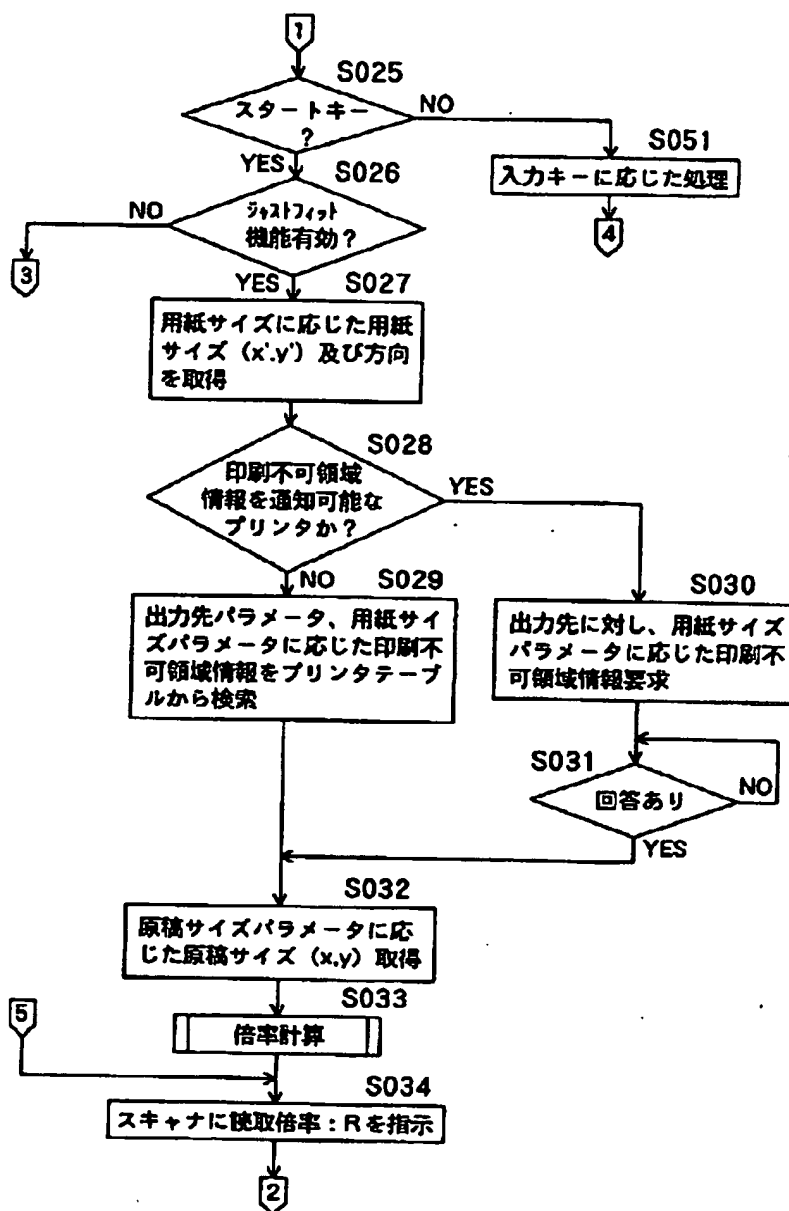 1
S025
スタートキー
?
NO
YES
S051
入力キーに応じた処理
4
S026
ジャストフィット
機能有効?
NO
3
YES
S027
用紙サイズに応じた用紙
サイズ (x'.y') 及び方向
を取得
S028
印刷不可領域
情報を通知可能な
プリンタか?
YES
NO
S029
出力先パラメータ、用紙サイ
ズパラメータに応じた印刷不
可領域情報をプリンタテーブ
ルから検索
S030
出力先に対し、用紙サイズ
パラメータに応じた印刷不
可領域情報要求
S031
回答あり
NO
YES
S032
原稿サイズパラメータに応
じた原稿サイズ (x.y) 取得
S033
5
倍率計算
S034
スキャナに読取倍率:Rを指示
2